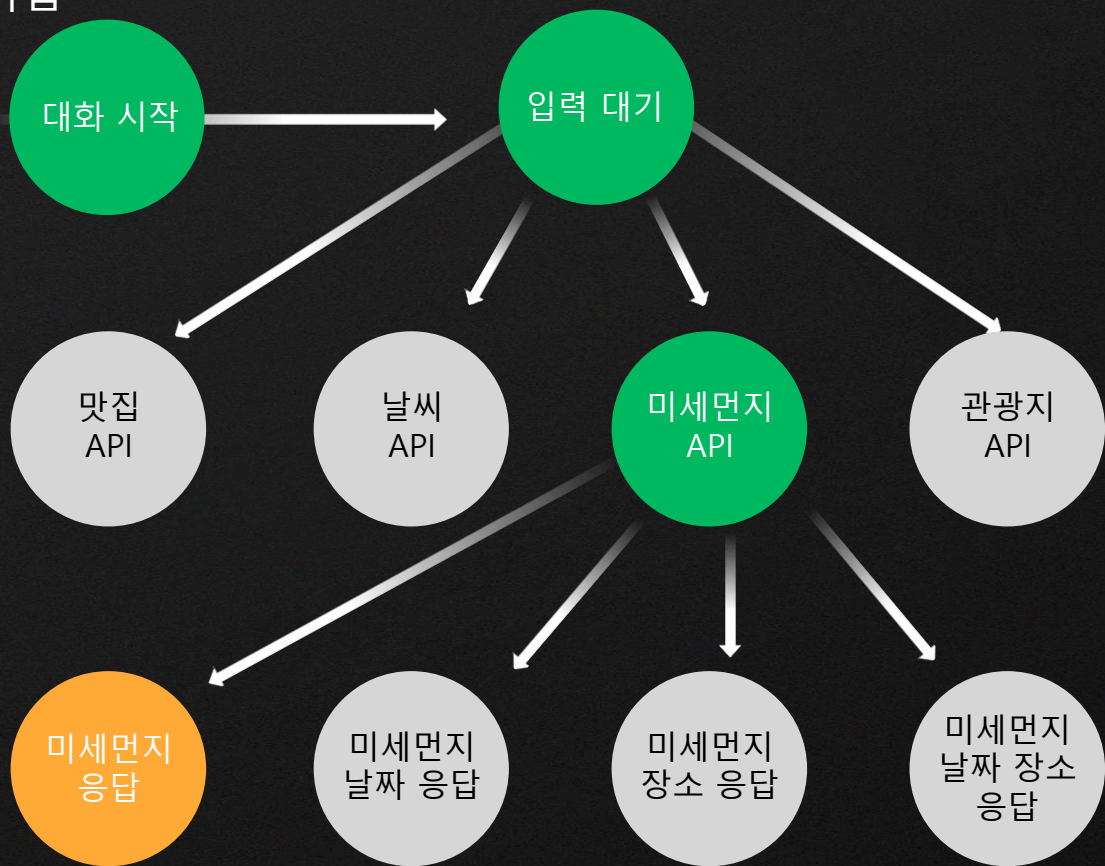 대화 시작
입력 대기
맛집
API
날씨
API
미세먼지
API
관광지
API
미세먼지
응답
미세먼지
날짜 응답
미세먼지
장소 응답
미세먼지
날짜 장소
응답